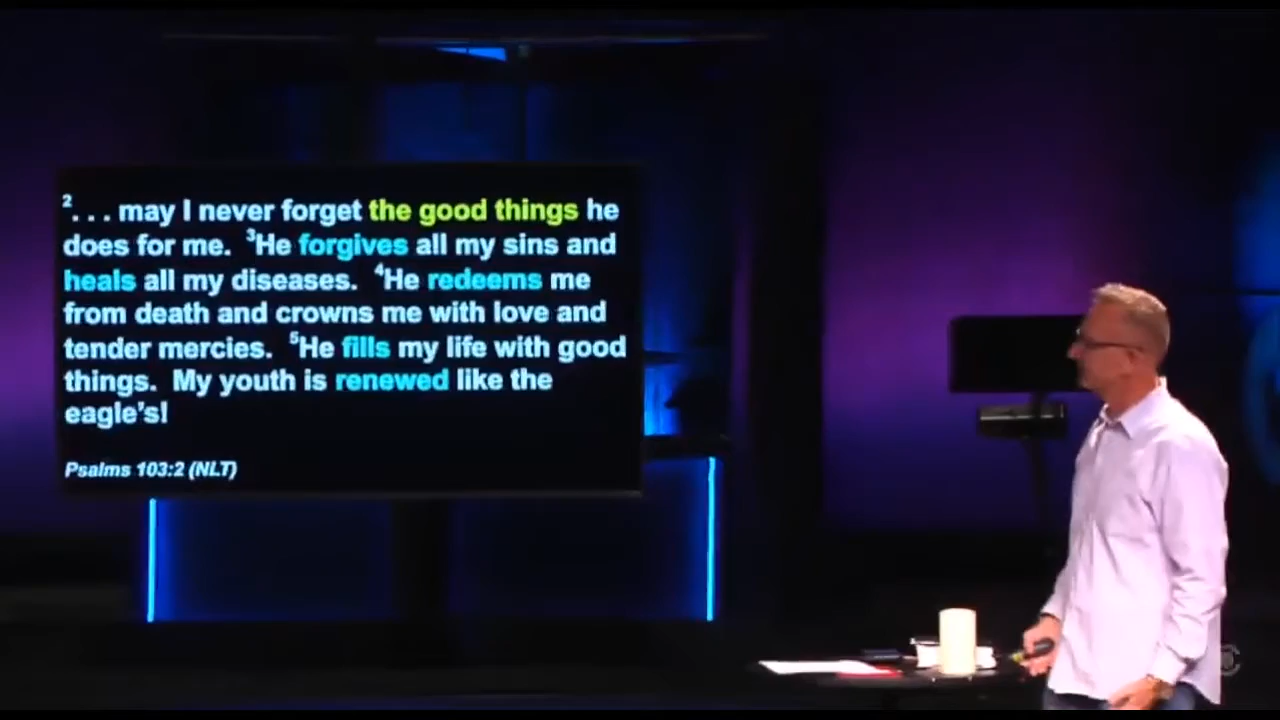 2. . . may I never forget the good things he
does for me. 3He forgives all my sins and
heals all my diseases. 4He redeems me
from death and crowns me with love and
tender mercies. 5He fills my life with good
things. My youth is renewed like the
eagle's!
Psalms 103:2 (NLT)